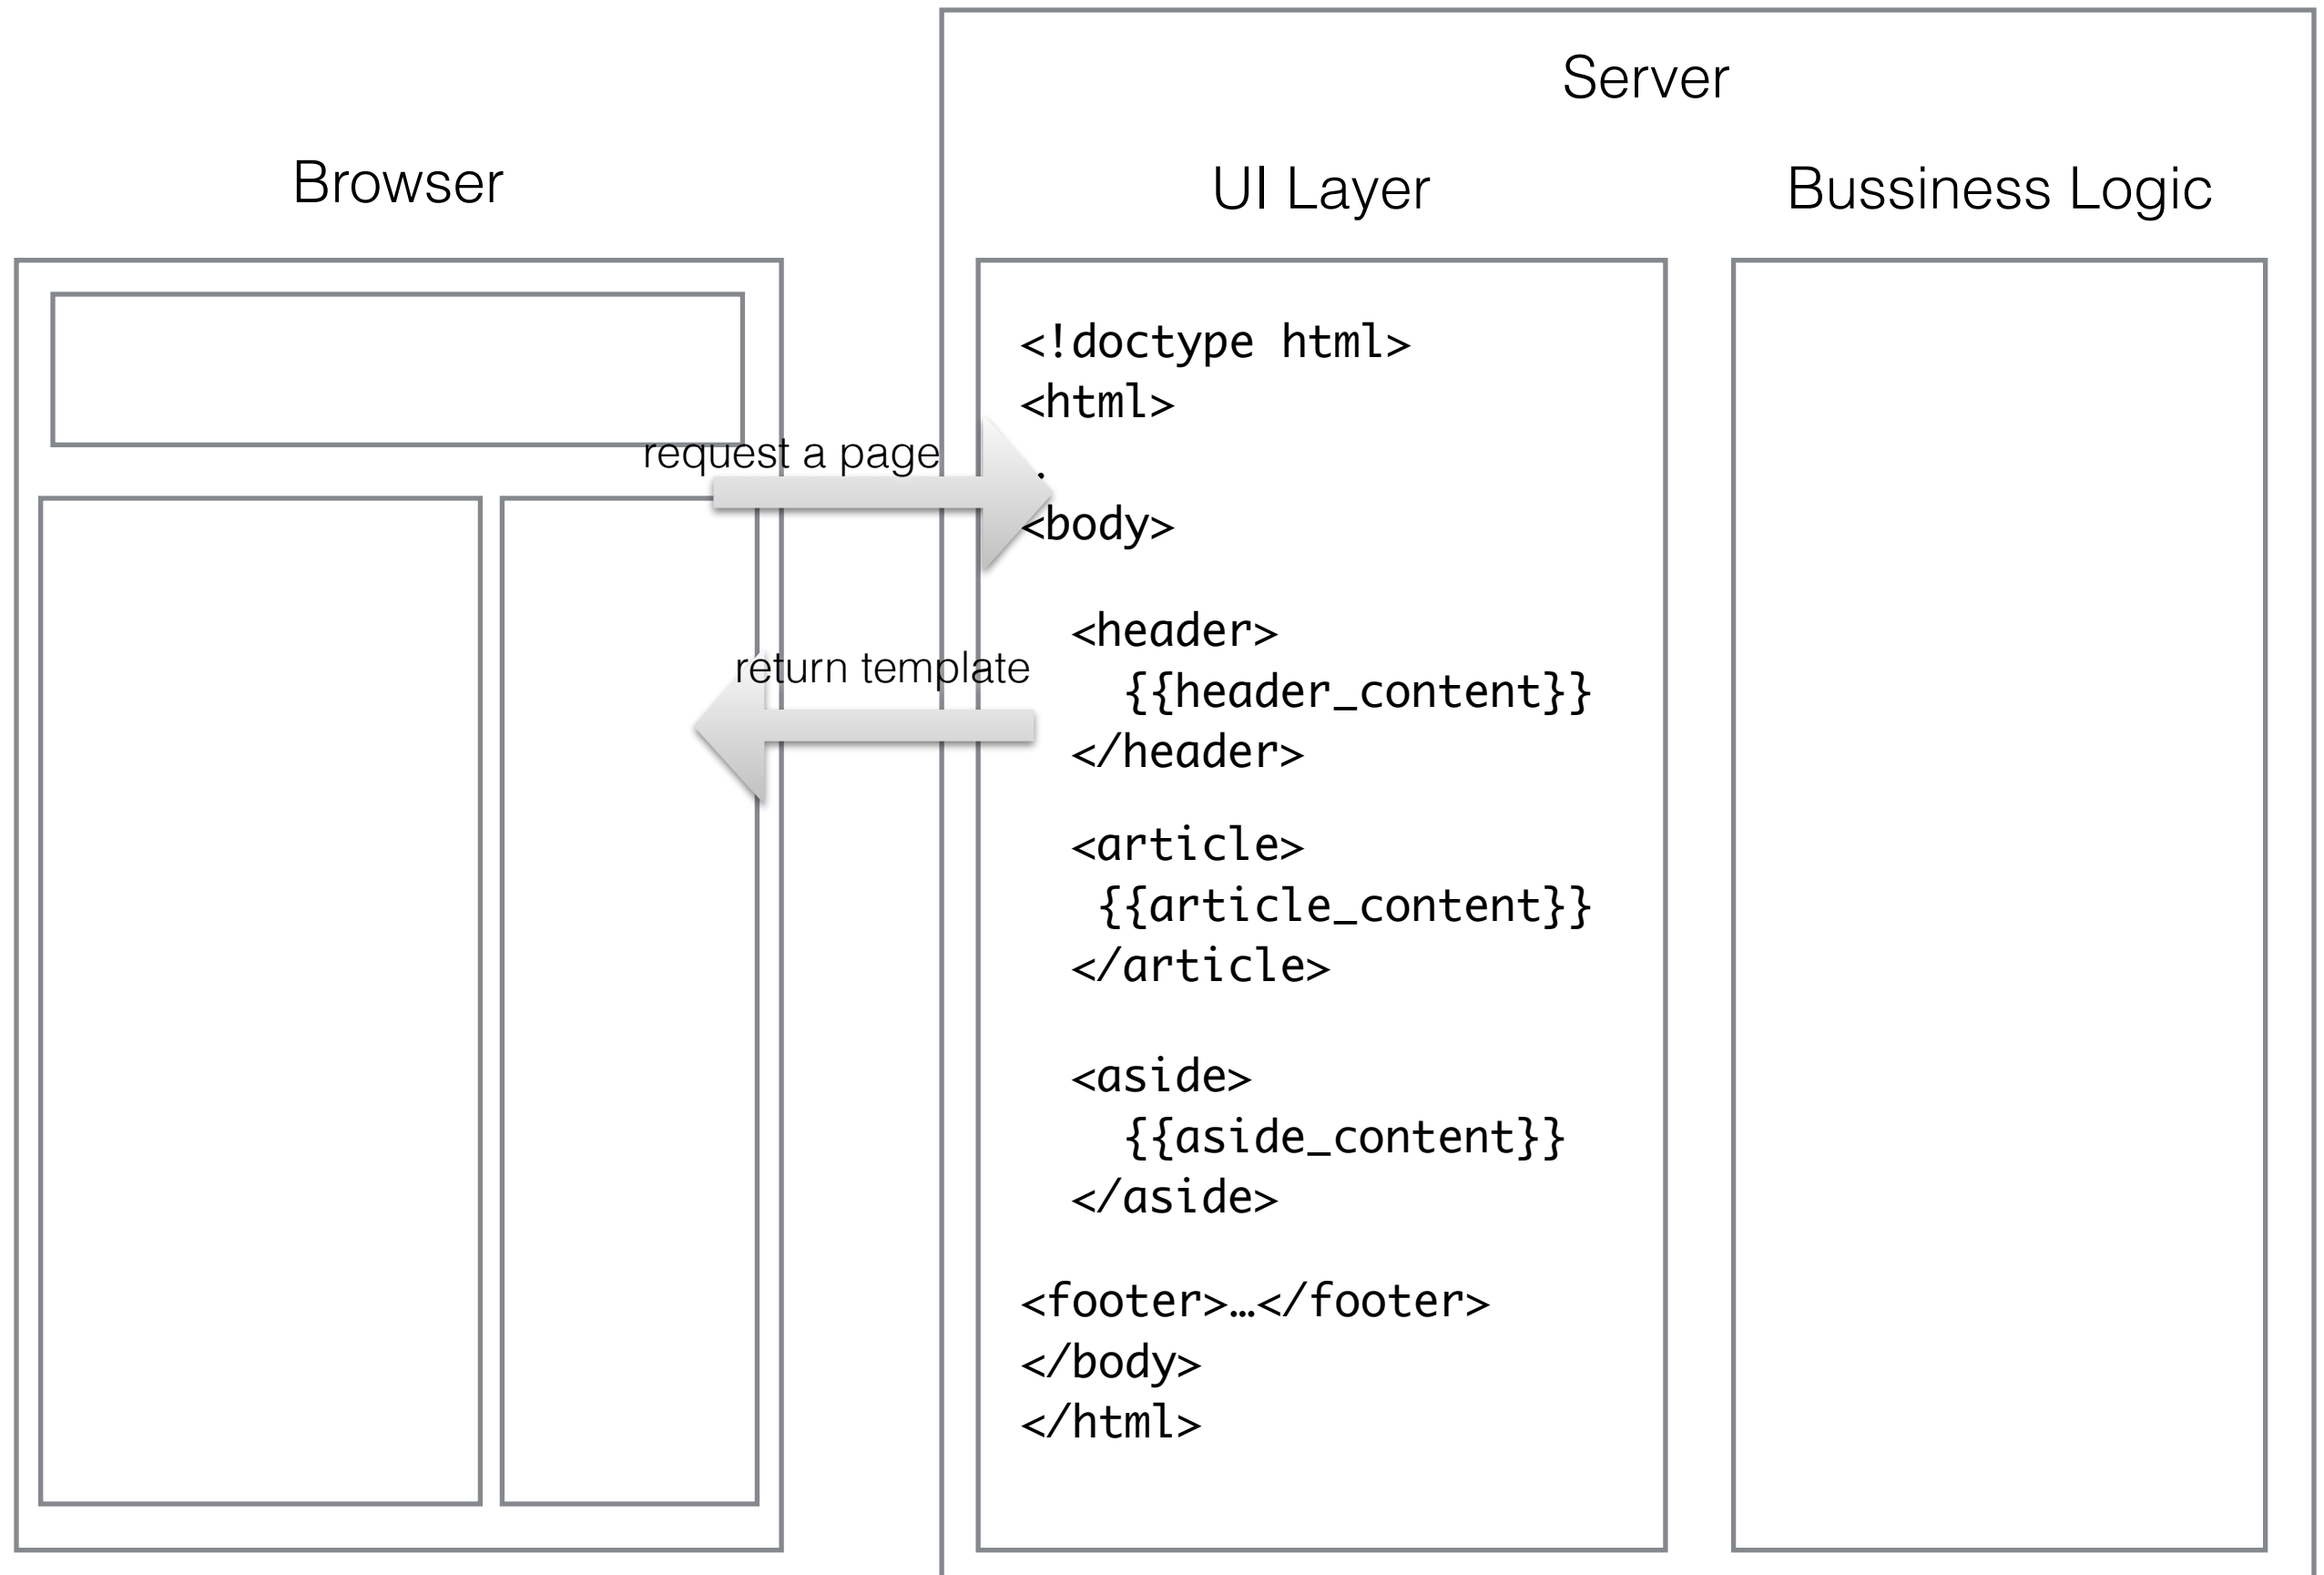 Server
Browser
UI Layer
Bussiness Logic
request a page
return template
<!doctype html>
<html>
.
<body>
<header>
{{header_content}}
</header>
<article>
{{article_content}}
</article>
<aside>
{{aside_content}}
</aside>
<footer>…</footer>
</body>
</html>